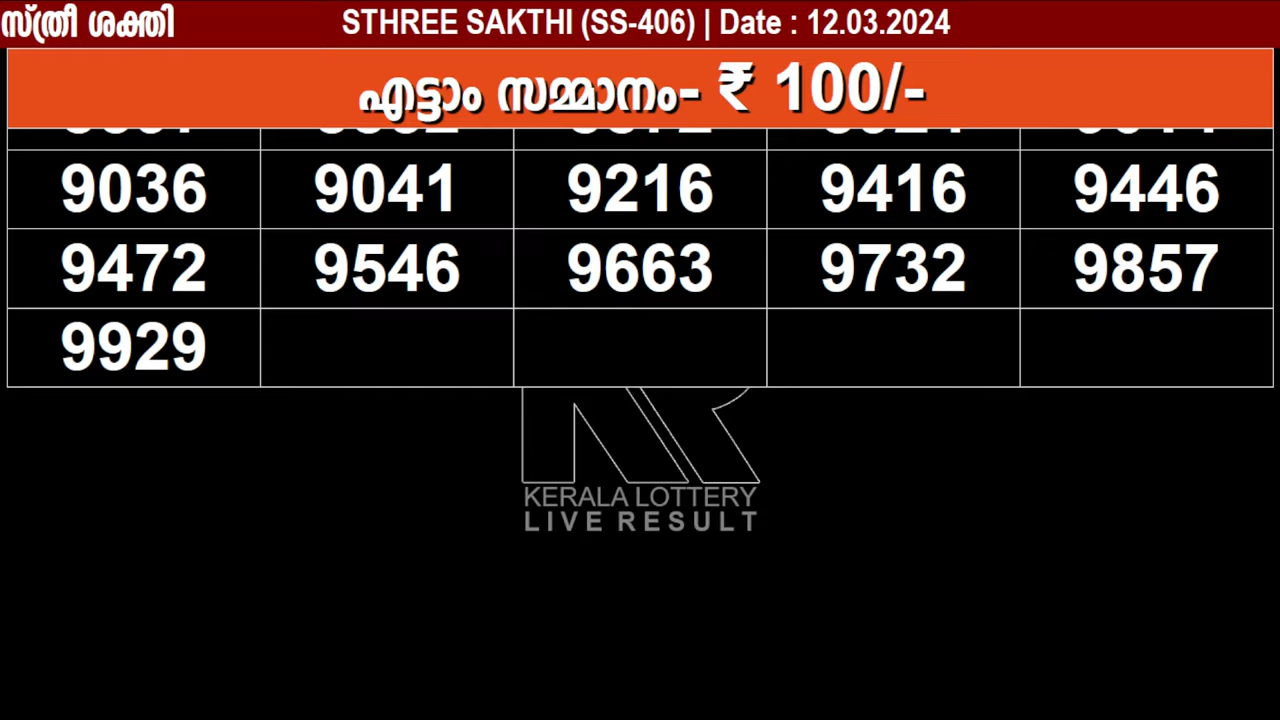 സ്ത്രീ ശക്തി STHREE SAKTHI (SS-406) | Date : 12.03.2024
എട്ടാം സമ്മാനം- ₹ 100/-
9036 9041 9216 9416 9446
9472 9546 9663 9732 9857
9929
KERALA LOTTERY
LIVE RESULT